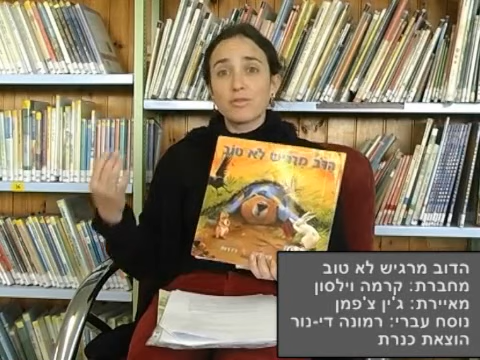 הדוב מרגיש לא טוב
הדוב מרגיש לא טוב
מחברת: קרמה וילסון
מאיירת: ג'ין צ'פמן
נוסח עברי: רמונה די-נור
הוצאת כנרת